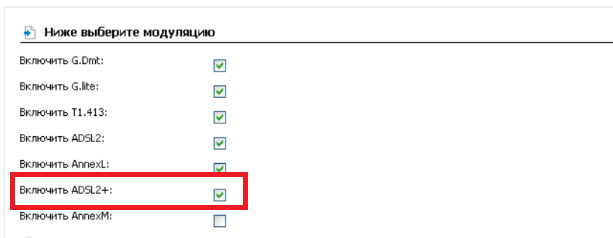 Ниже выберите модуляцию
Включить G.Dmt:
Включить G.lite:
Включить T1.413:
Включить ADSL2:
Включить AnnexL:
Включить ADSL2+:
Включить AnnexM: